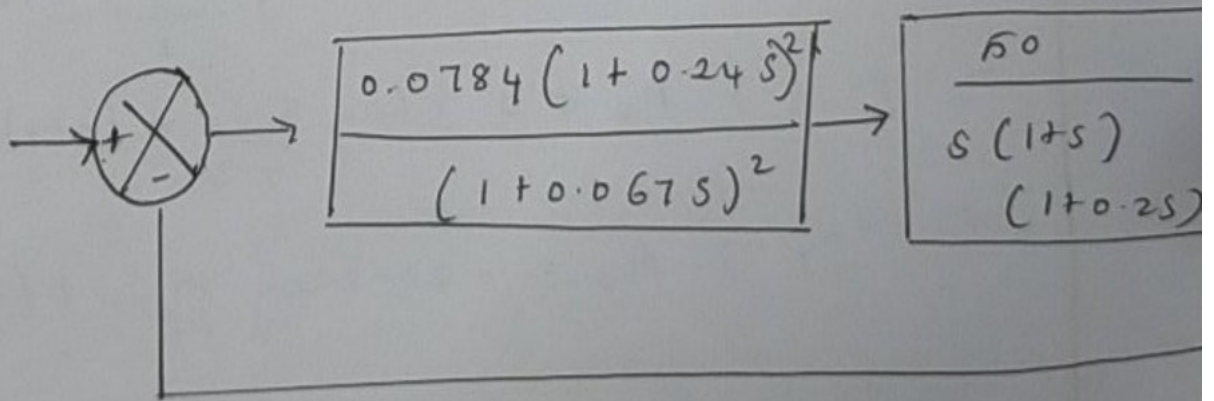 +
-
0.0784 (1 + 0.24 S)²
(1 + 0.067 S)²
50
s (1+s)
(1+0.2s)